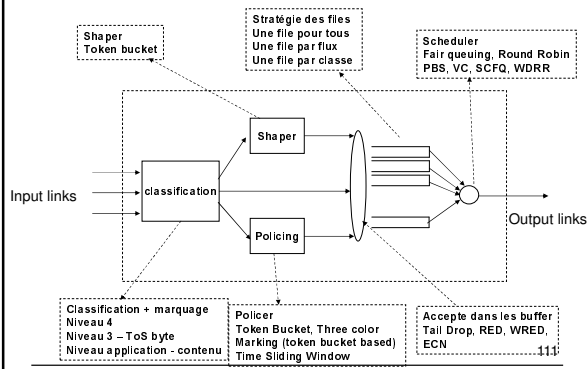 Stratégie des files
Une file pour tous
Une file par flux
Une file par classe
Shaper
Token bucket
Scheduler
Fair queuing, Round Robin
PBS, VC, SCFQ, WDRR
Shaper
Input links
classification
Output links
Policing
Classification + marquage
Niveau 4
Niveau 3 – ToS byte
Niveau application - contenu
Policer
Token Bucket, Three color
Marking (token bucket based)
Time Sliding Window
Accepte dans les buffer
Tail Drop, RED, WRED,
ECN
111